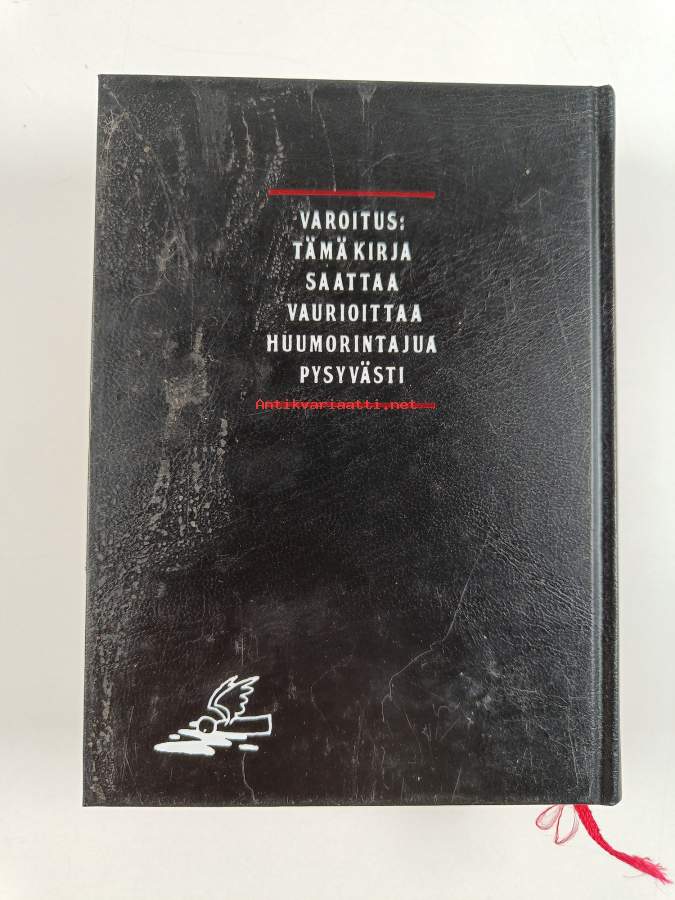 VAROITUS:
TÄMÄ KIRJA
SAATTAA
VAURIOITTAA
HUUMORINTAJUA
PYSYVÄSTI
Antikvariaatti.net